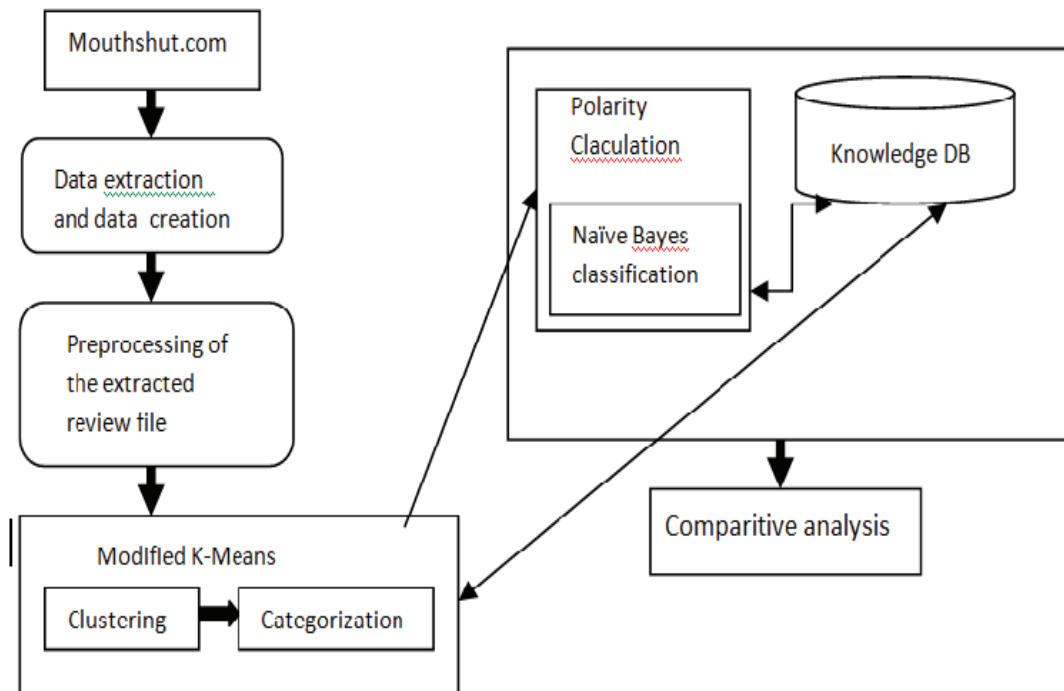 Mouthshut.com
Data extraction
and data creation
Preprocessing of
the extracted
review file
Modified K-Means
Clustering
Categorization
Polarity
Claculation
Naïve Bayes
classification
Knowledge DB
Comparitive analysis